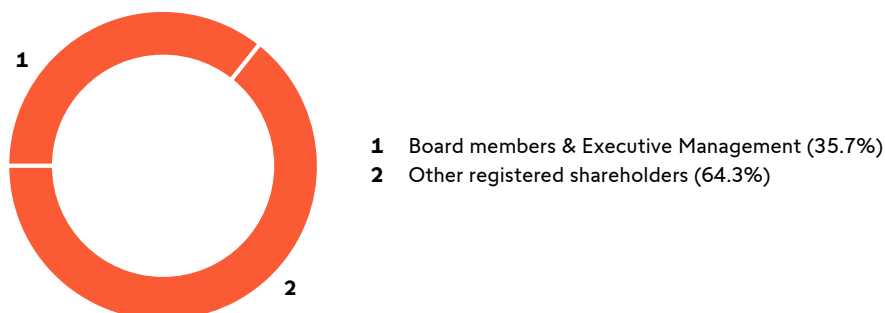 1
1 Board members & Executive Management (35.7%)
2 Other registered shareholders (64.3%)
2